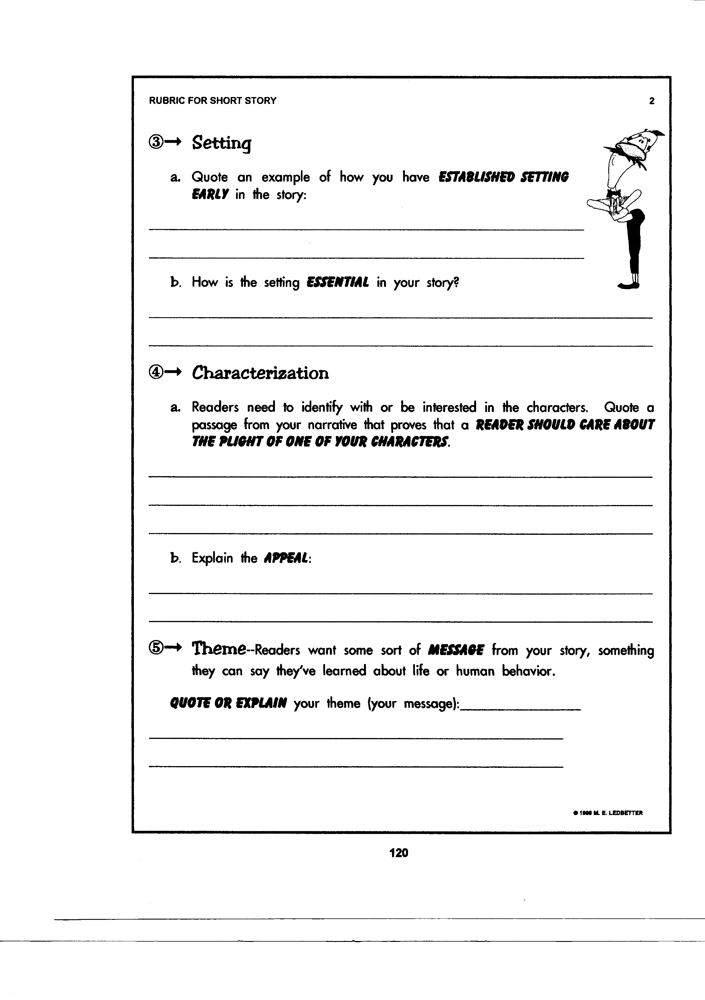 RUBRIC FOR SHORT STORY 2
③→ Setting
a. Quote an example of how you have ESTABLISHED SETTING
EARLY in the story:
b. How is the setting ESSENTIAL in your story?
④→ Characterization
a. Readers need to identify with or be interested in the characters. Quote a
passage from your narrative that proves that a READER SHOULD CARE ABOUT
THE PLIGHT OF ONE OF YOUR CHARACTERS.
b. Explain the APPEAL:
⑤→ Theme--Readers want some sort of MESSAGE from your story, something
they can say they've learned about life or human behavior.
QUOTE OR EXPLAIN your theme (your message):
© M. E. LEDBETTER
120